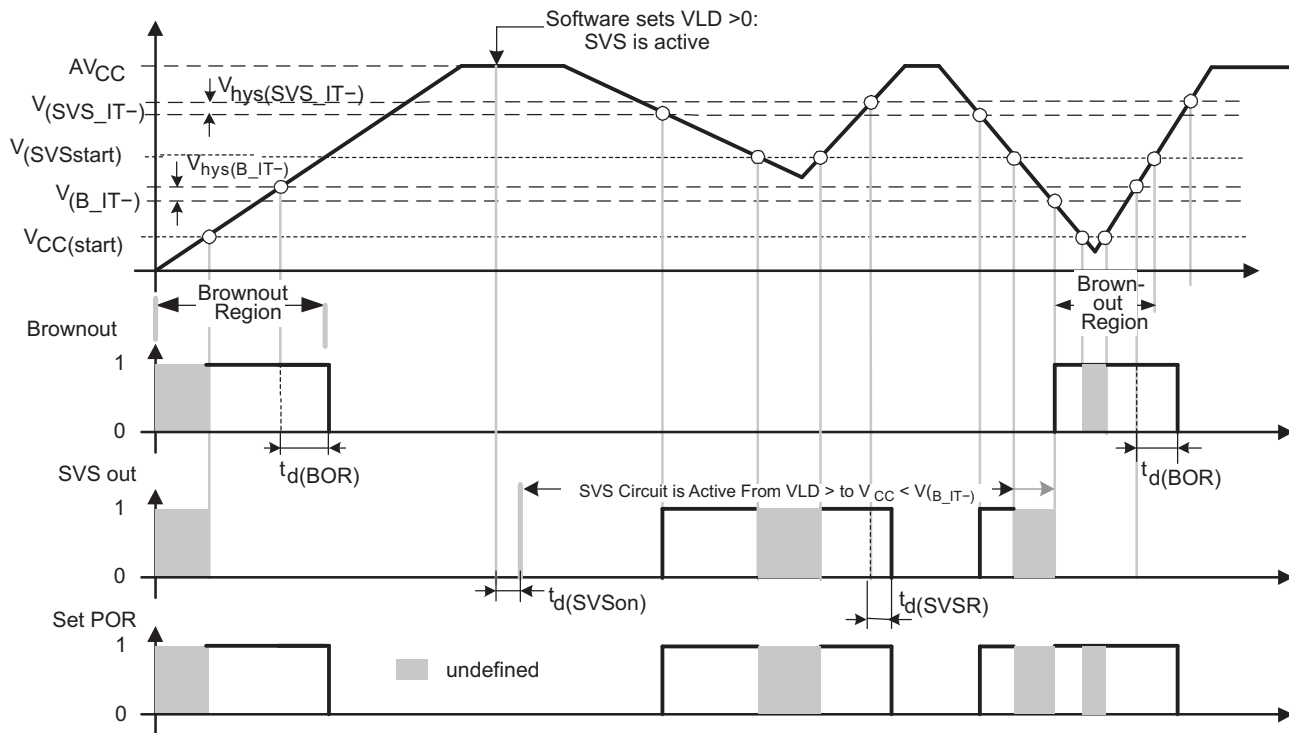 Software sets VLD >0:
SVS is active
AVCC
Vhys(SVS_IT−)
V(SVS_IT−)
V(SVSstart)
Vhys(B_IT−)
V(B_IT−)
VCC(start)
Brownout
Region
Brown-
out
Region
Brownout
1
0
td(BOR)
td(BOR)
SVS out
SVS Circuit is Active From VLD > to VCC < V(B_IT−)
1
0
td(SVSon)
td(SVSR)
Set POR
1
undefined
0